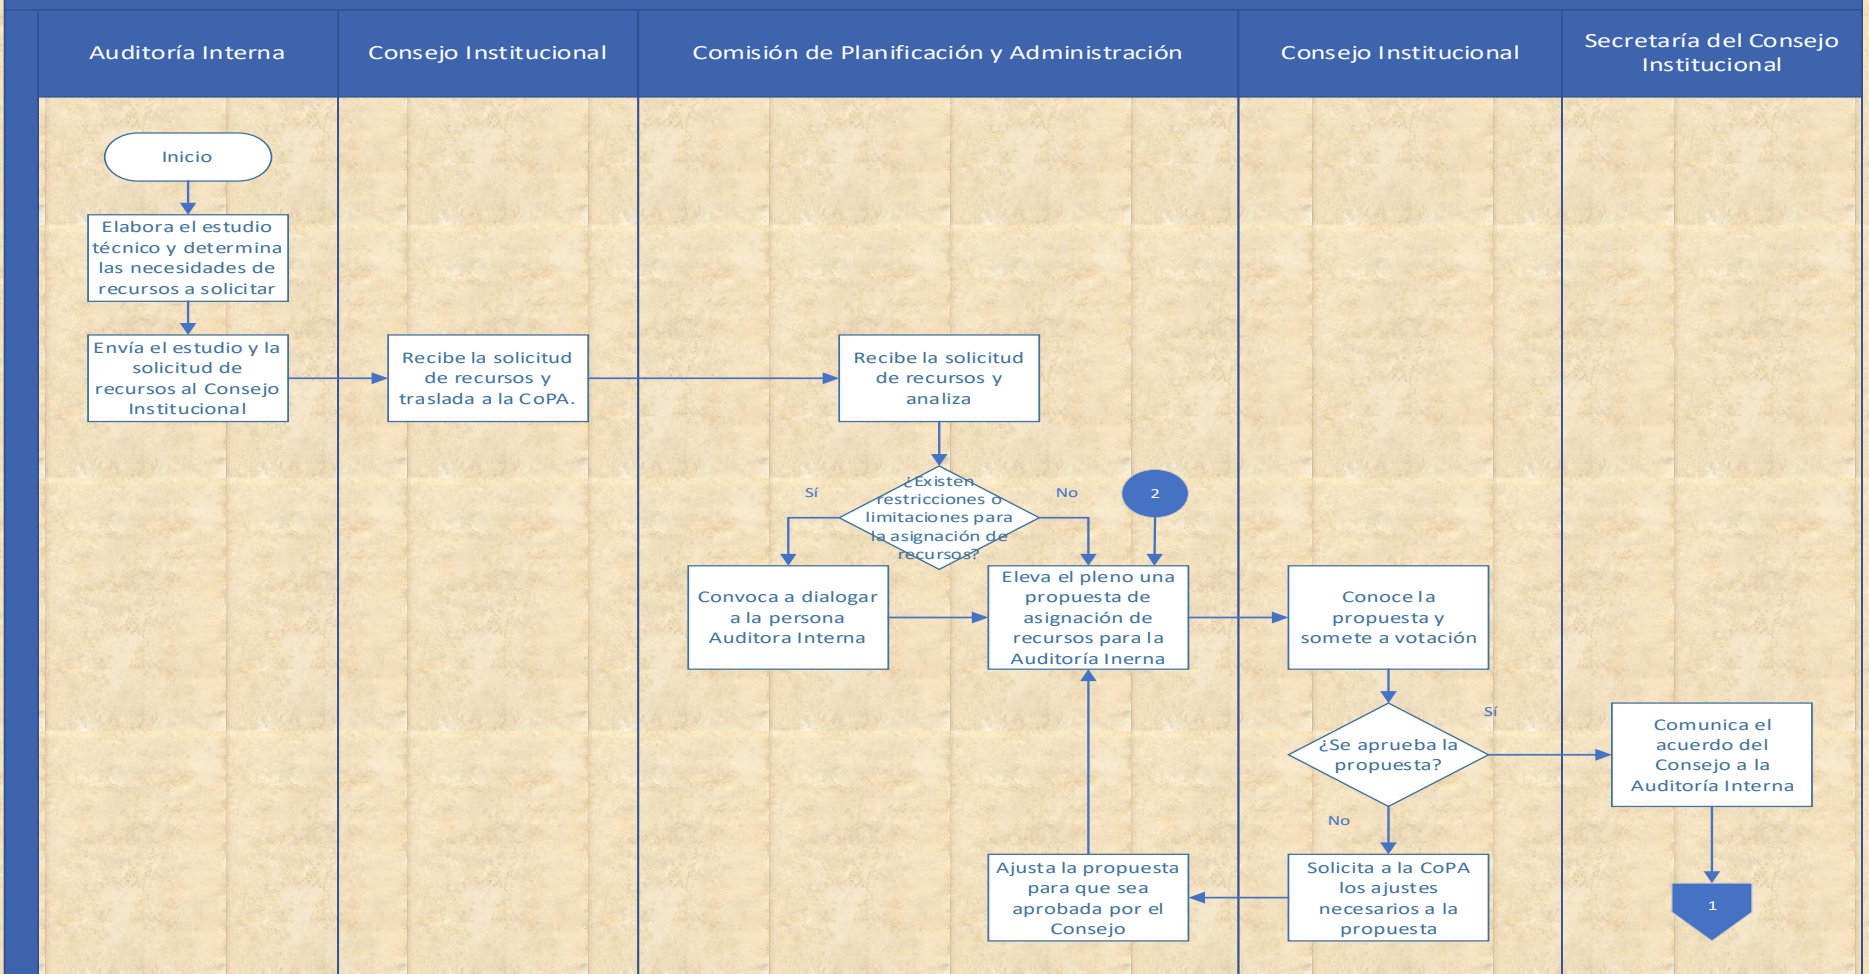 Auditoría Interna
Consejo Institucional
Comisión de Planificación y Administración
Consejo Institucional
Secretaría del Consejo
Institucional
Inicio
Elabora el estudio
técnico y determina
las necesidades de
recursos a solicitar
Envía el estudio y la
solicitud de
recursos al Consejo
Institucional
Recibe la solicitud
de recursos y
traslada a la CoPA.
Recibe la solicitud
de recursos y
analiza
¿Existen
restricciones o
limitaciones para
la asignación de
recursos?
Sí
No
2
Convoca a dialogar
a la persona
Auditora Interna
Eleva el pleno una
propuesta de
asignación de
recursos para la
Auditoría Inerna
Conoce la
propuesta y
somete a votación
¿Se aprueba la
propuesta?
Sí
No
Comunica el
acuerdo del
Consejo a la
Auditoría Interna
Ajusta la propuesta
para que sea
aprobada por el
Consejo
Solicita a la CoPA
los ajustes
necesarios a la
propuesta
1